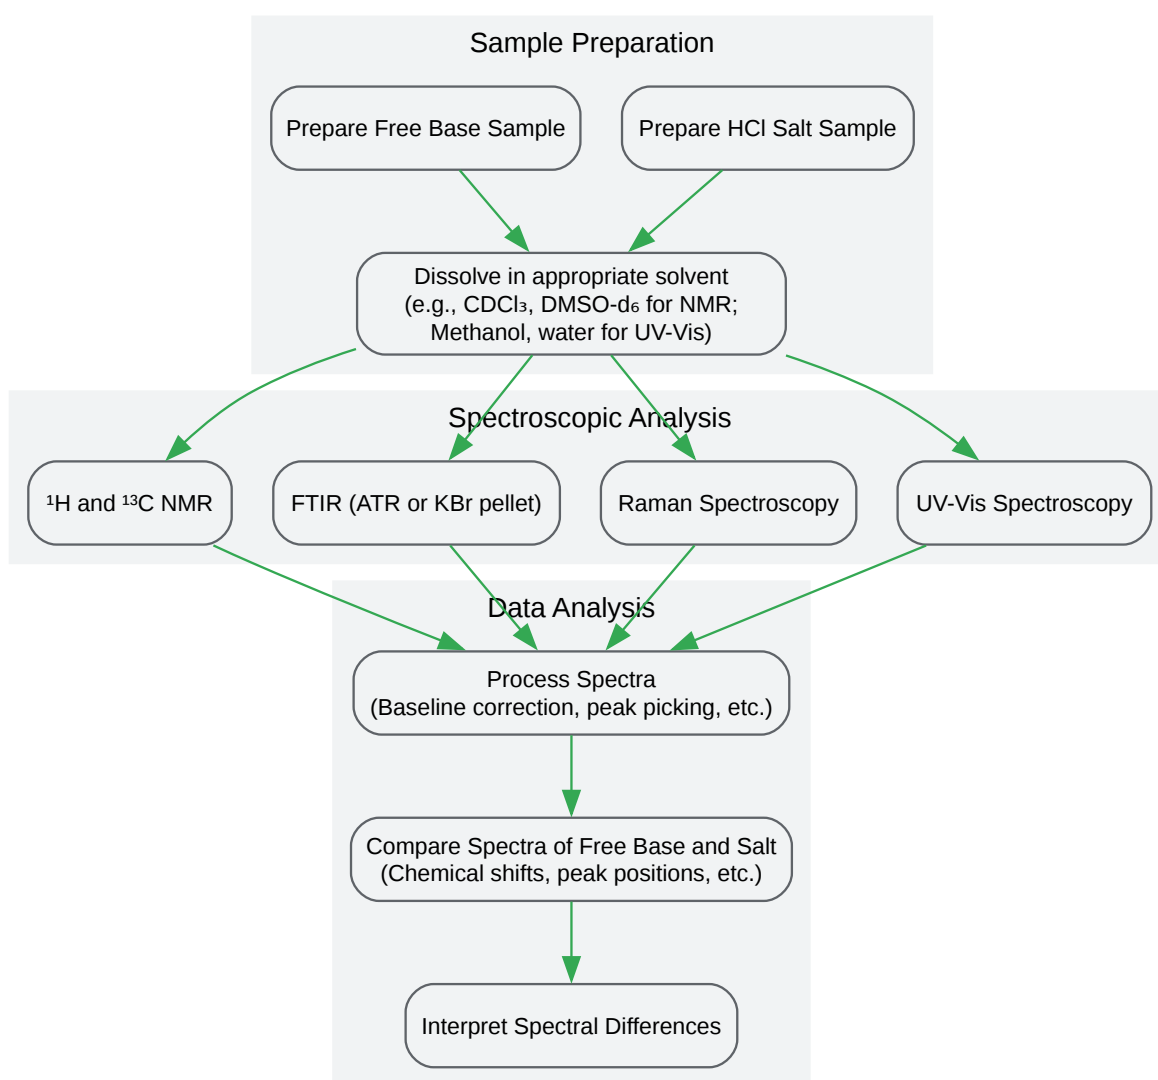 Sample Preparation
Prepare Free Base Sample
Prepare HCl Salt Sample
Dissolve in appropriate solvent
(e.g., CDCl₃, DMSO-d₆ for NMR;
Methanol, water for UV-Vis)
Spectroscopic Analysis
¹H and ¹³C NMR
FTIR (ATR or KBr pellet)
Raman Spectroscopy
UV-Vis Spectroscopy
Data Analysis
Process Spectra
(Baseline correction, peak picking, etc.)
Compare Spectra of Free Base and Salt
(Chemical shifts, peak positions, etc.)
Interpret Spectral Differences